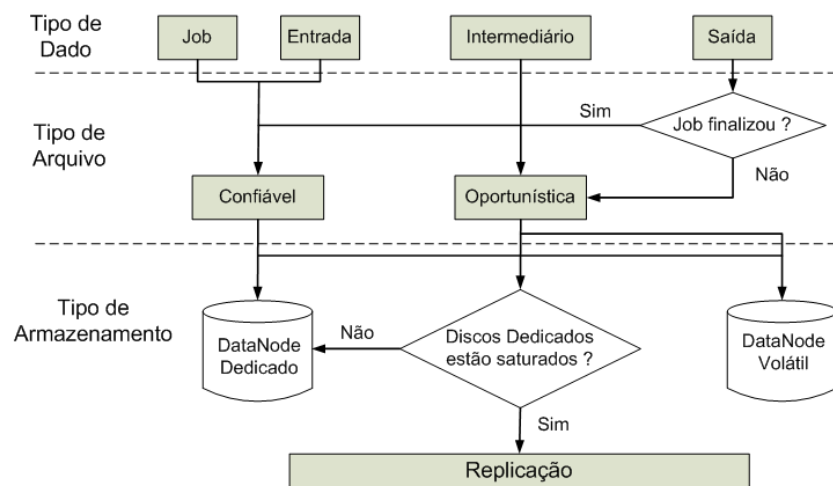 Tipo de
Dado
Job
Entrada
Intermediário
Saída
Sim
Job finalizou ?
Tipo de
Arquivo
Não
Confiável
Oportunística
Tipo de
Armazenamento
Não
DataNode
Dedicado
Discos Dedicados
estão saturados ?
DataNode
Volátil
Sim
Replicação